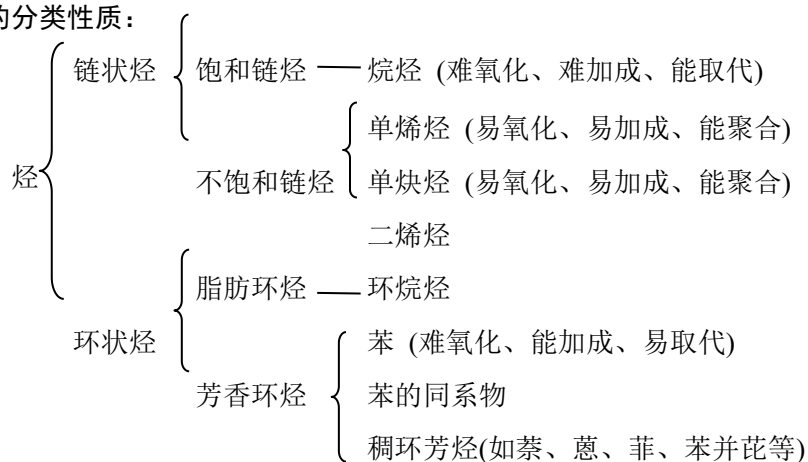 的分类性质：
链状烃 饱和链烃 烷烃 (难氧化、难加成、能取代)
单烯烃 (易氧化、易加成、能聚合)
烃 不饱和链烃 单炔烃 (易氧化、易加成、能聚合)
二烯烃
脂肪环烃 环烷烃
环状烃 苯 (难氧化、能加成、易取代)
芳香环烃 苯的同系物
稠环芳烃(如萘、蒽、菲、苯并芘等)